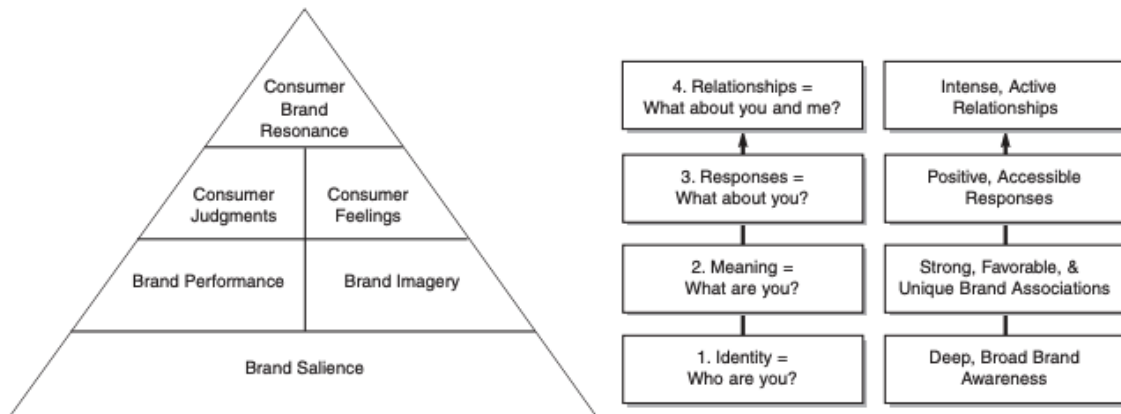 Consumer
Brand
Resonance
Consumer
Judgments
Consumer
Feelings
Brand Performance
Brand Imagery
Brand Salience
4. Relationships =
What about you and me?
Intense, Active
Relationships
3. Responses =
What about you?
Positive, Accessible
Responses
2. Meaning =
What are you?
Strong, Favorable, &
Unique Brand Associations
1. Identity =
Who are you?
Deep, Broad Brand
Awareness